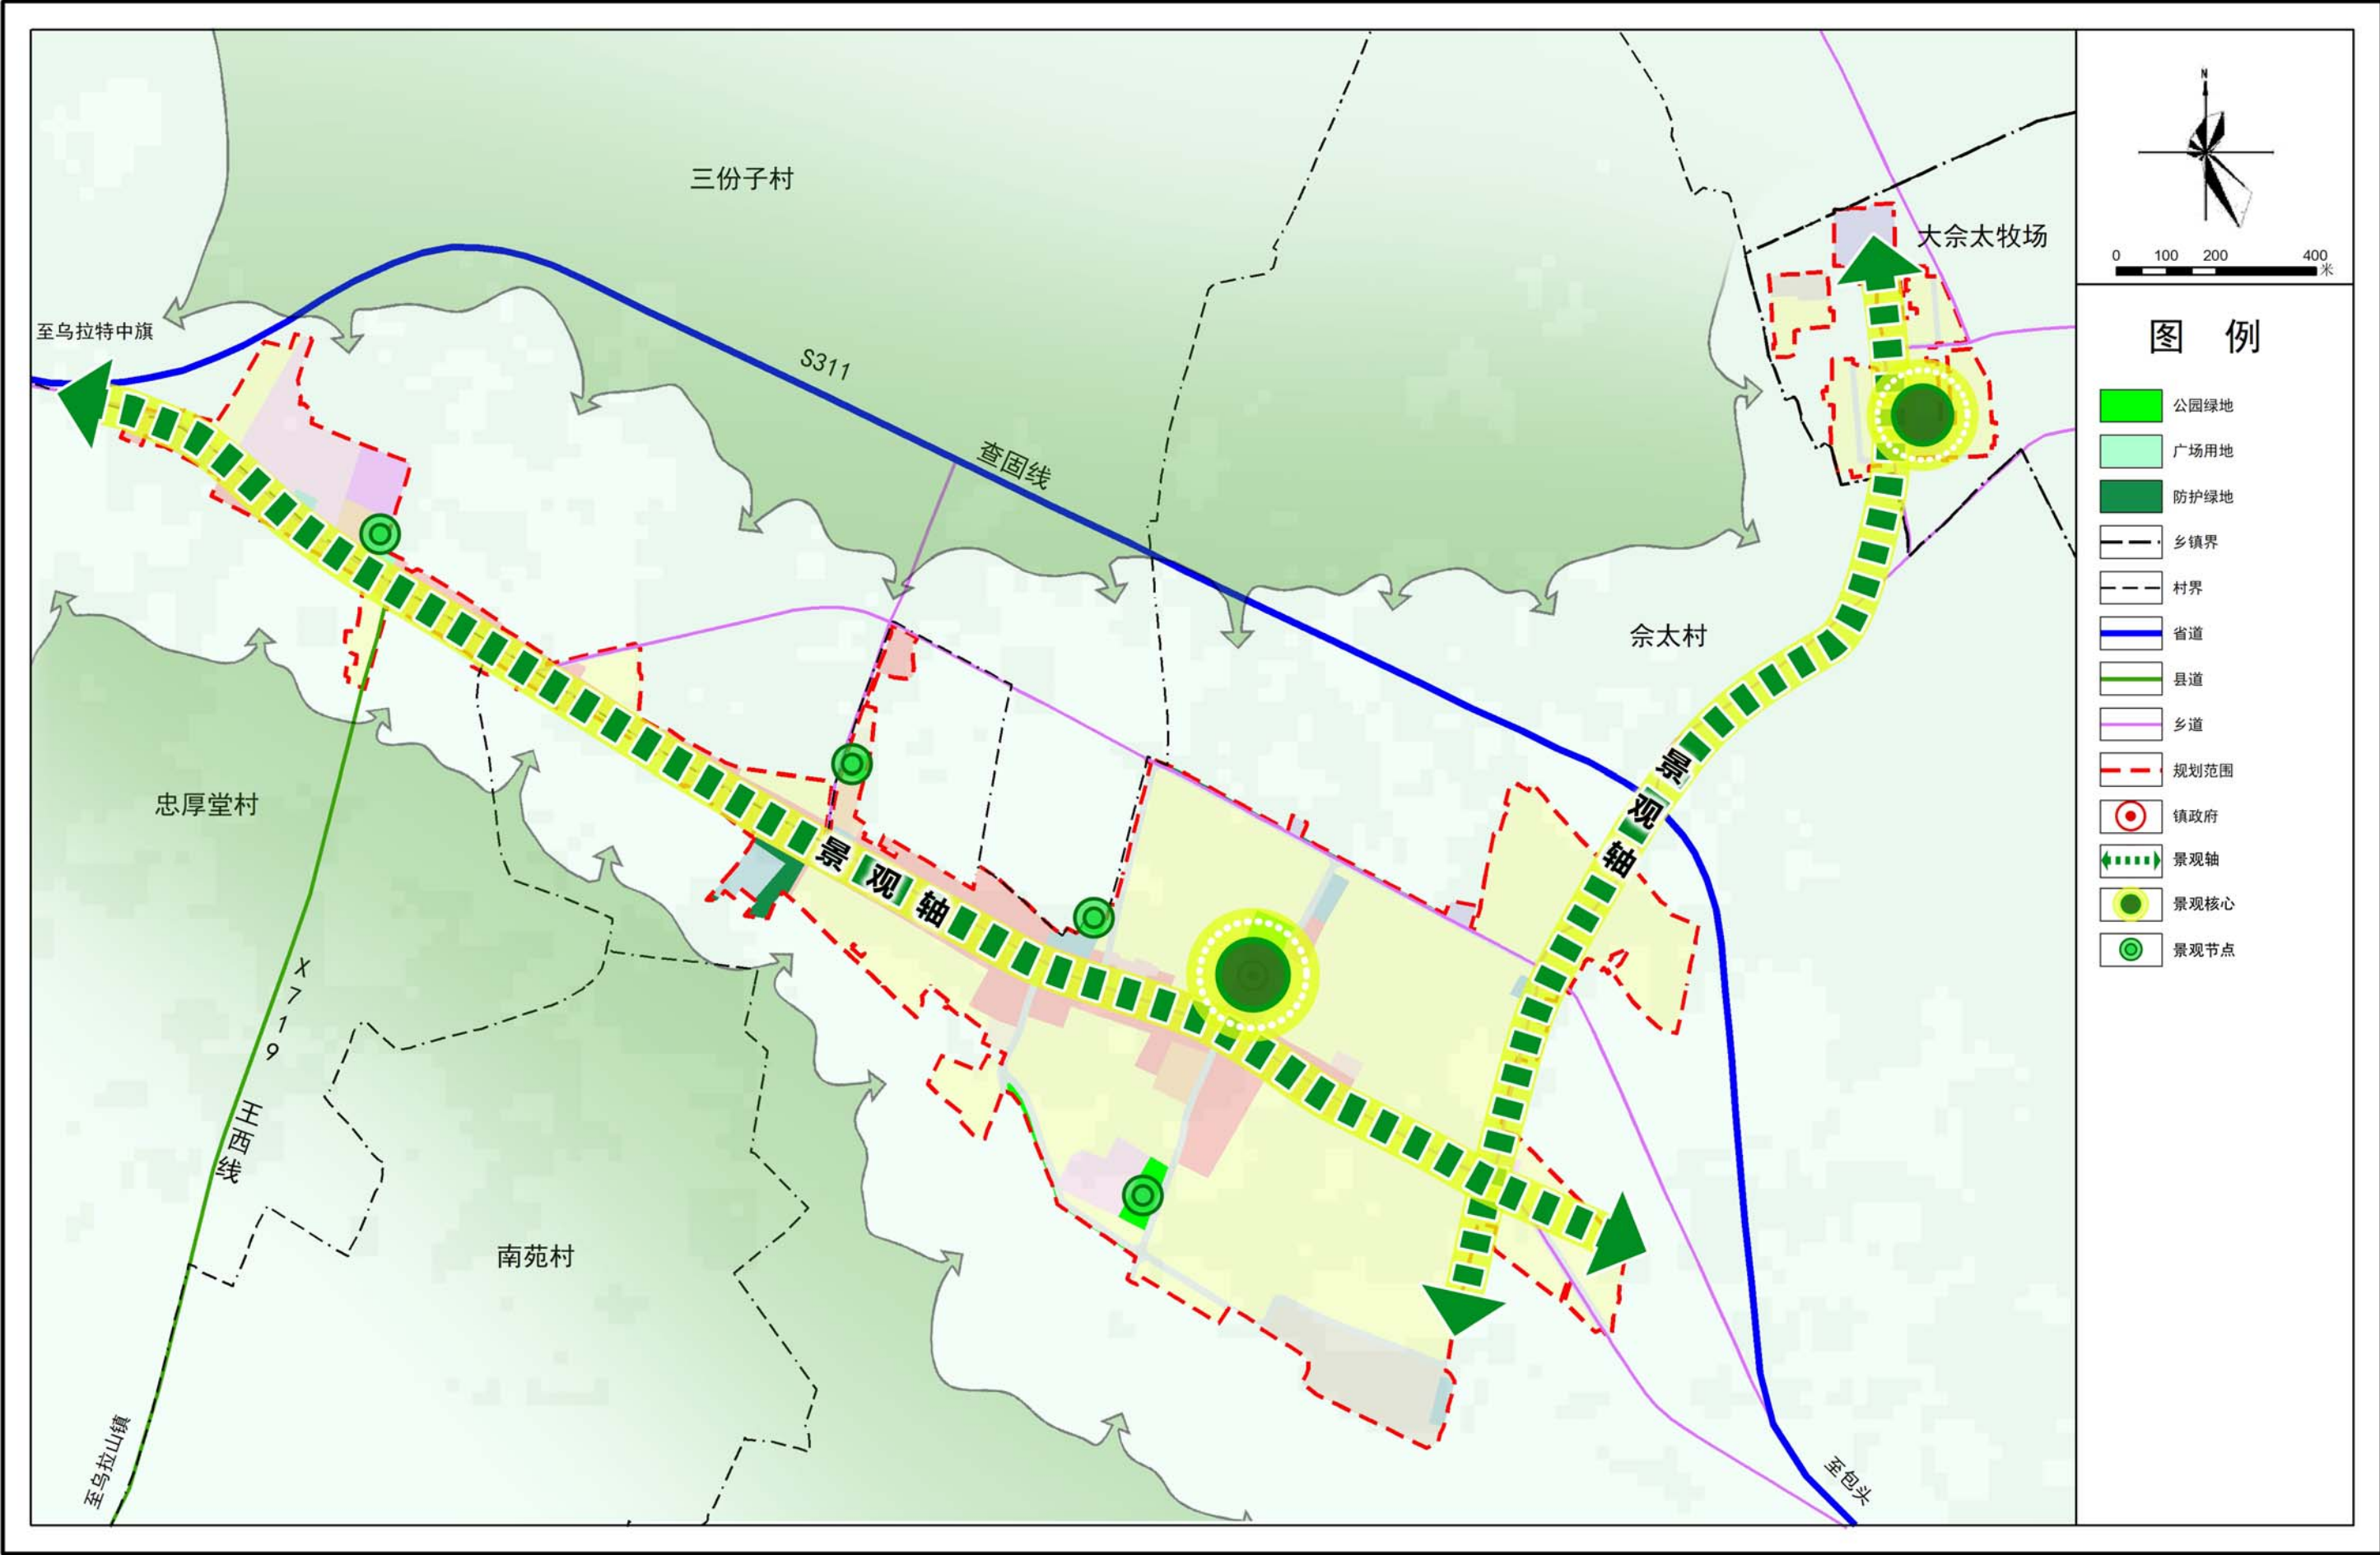 三份子村
大佘太牧场
至乌拉特中旗
S311
查固线
佘太村
景观轴
忠厚堂村
景观轴
X719
王西线
南苑村
至乌拉山镇
至包头
N
0 100 200 400
米
图 例
公园绿地
广场用地
防护绿地
乡镇界
村界
省道
县道
乡道
规划范围
镇政府
景观轴
景观核心
景观节点